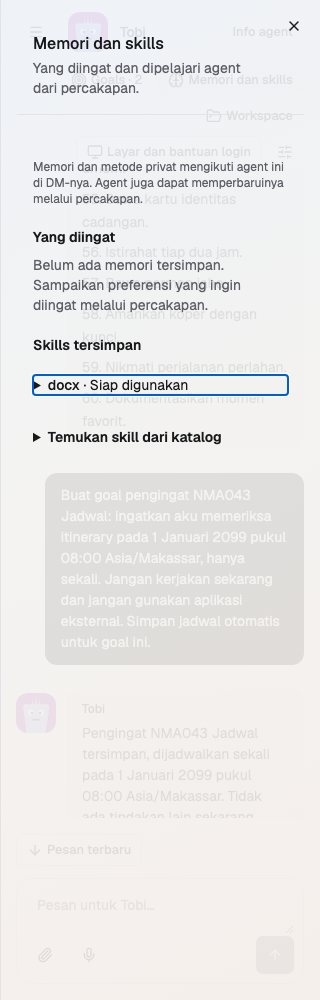 Tobi
Info agent
Memori dan skills
Yang diingat dan dipelajari agent
dari percakapan.
Goals · 2
Memori dan skills
Workspace
Layar dan bantuan login
Memori dan metode privat mengikuti agent ini
di DM-nya. Agent juga dapat memperbaruinya
melalui percakapan.
kartu identitas
cadangan.
Yang diingat
56. Istirahat tiap dua jam.
Belum ada memori tersimpan.
Sampaikan preferensi yang ingin
diingat melalui percakapan.
58. Amankan koper dengan
kunci.
Skills tersimpan
59. Nikmati perjalanan perlahan.
docx · Siap digunakan
60. Dokumentasikan momen
favorit.
Temukan skill dari katalog
Buat goal pengingat NMA043
Jadwal: ingatkan aku memeriksa
itinerary pada 1 Januari 2099 pukul
08:00 Asia/Makassar, hanya
sekali. Jangan kerjakan sekarang
dan jangan gunakan aplikasi
eksternal. Simpan jadwal otomatis
untuk goal ini.
Tobi
Pengingat NMA043 Jadwal
tersimpan, dijadwalkan sekali
pada 1 Januari 2099 pukul
08:00 Asia/Makassar. Tidak
ada tindakan lain sekarang
Pesan terbaru
Pesan untuk Tobi...